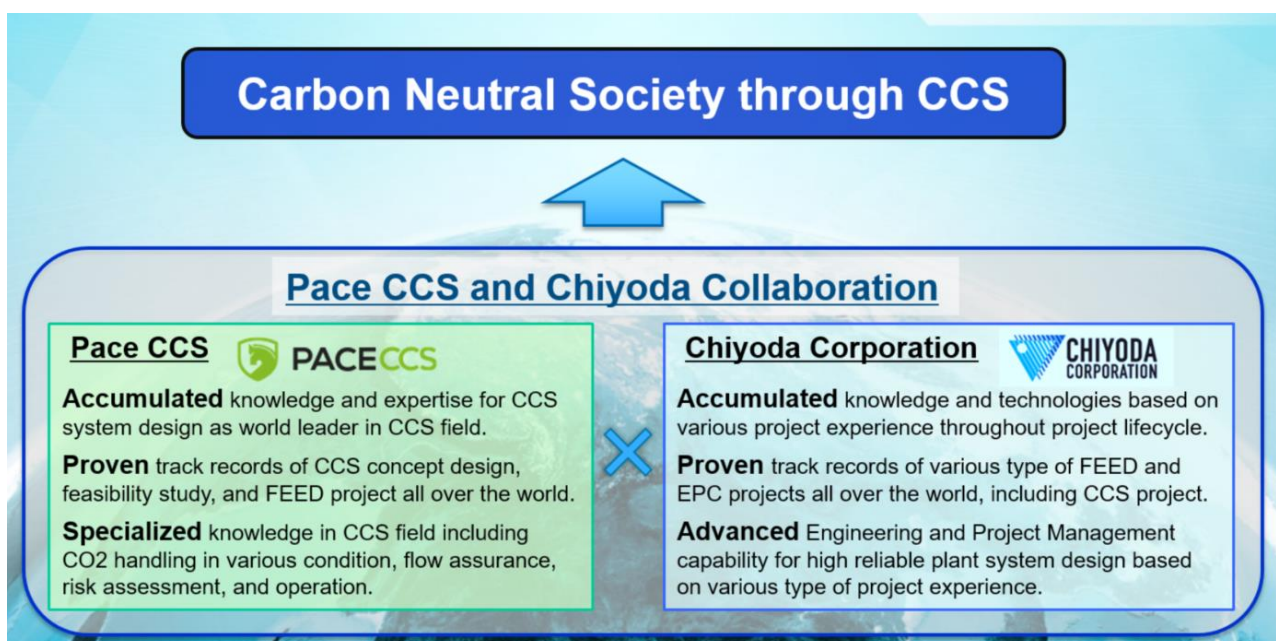 Carbon Neutral Society through CCS
Pace CCS and Chiyoda Collaboration
Pace CCS
PACECCS
Accumulated knowledge and expertise for CCS
system design as world leader in CCS field.
Proven track records of CCS concept design,
feasibility study, and FEED project all over the world.
Specialized knowledge in CCS field including
CO2 handling in various condition, flow assurance,
risk assessment, and operation.
Chiyoda Corporation
CHIYODA
CORPORATION
Accumulated knowledge and technologies based on
various project experience throughout project lifecycle.
Proven track records of various type of FEED and
EPC projects all over the world, including CCS project.
Advanced Engineering and Project Management
capability for high reliable plant system design based
on various type of project experience.